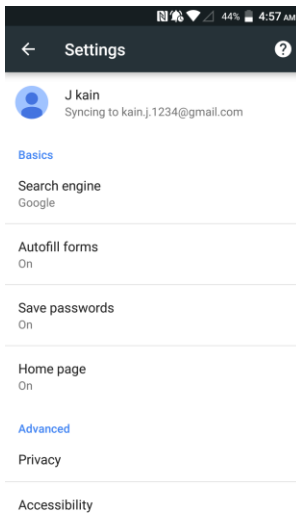 44% 4:57 AM
Settings
J kain
Syncing to kain.j.1234@gmail.com
Basics
Search engine
Google
Autofill forms
On
Save passwords
On
Home page
On
Advanced
Privacy
Accessibility